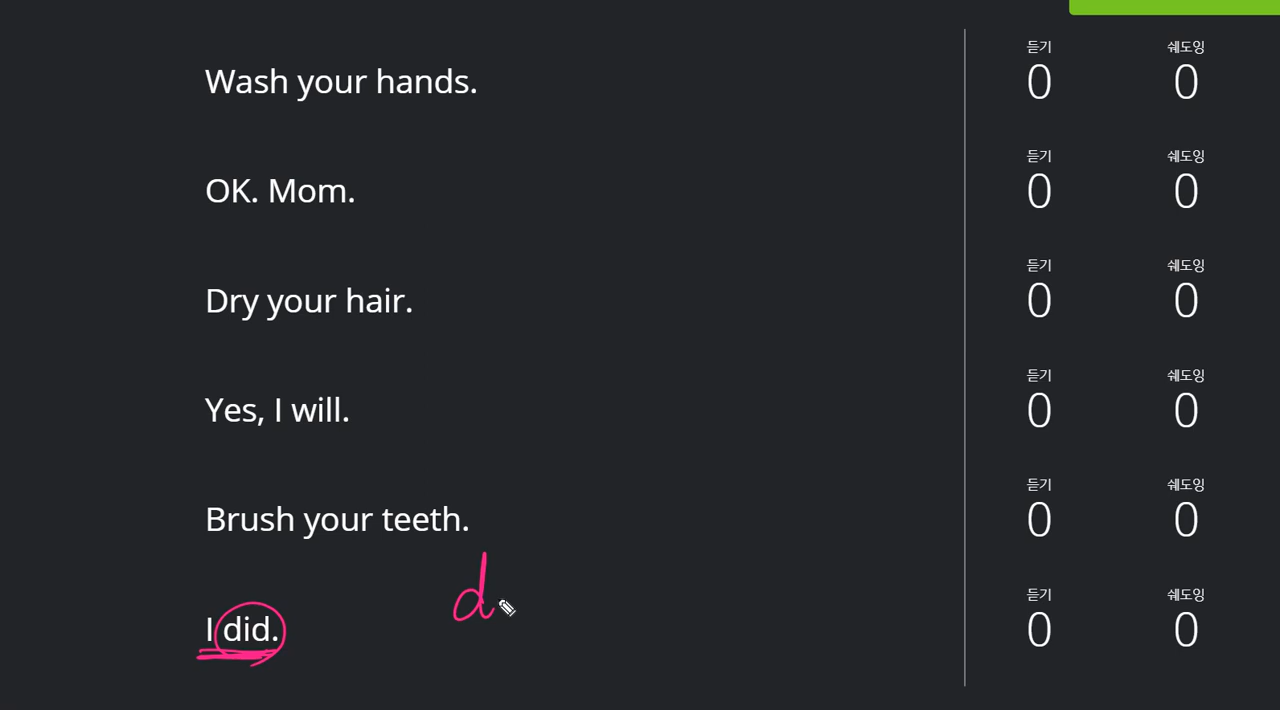 듣기 쉐도잉
Wash your hands. 0 0
듣기 쉐도잉
OK. Mom. 0 0
듣기 쉐도잉
Dry your hair. 0 0
듣기 쉐도잉
Yes, I will. 0 0
듣기 쉐도잉
Brush your teeth. 0 0
d
듣기 쉐도잉
I did. 0 0